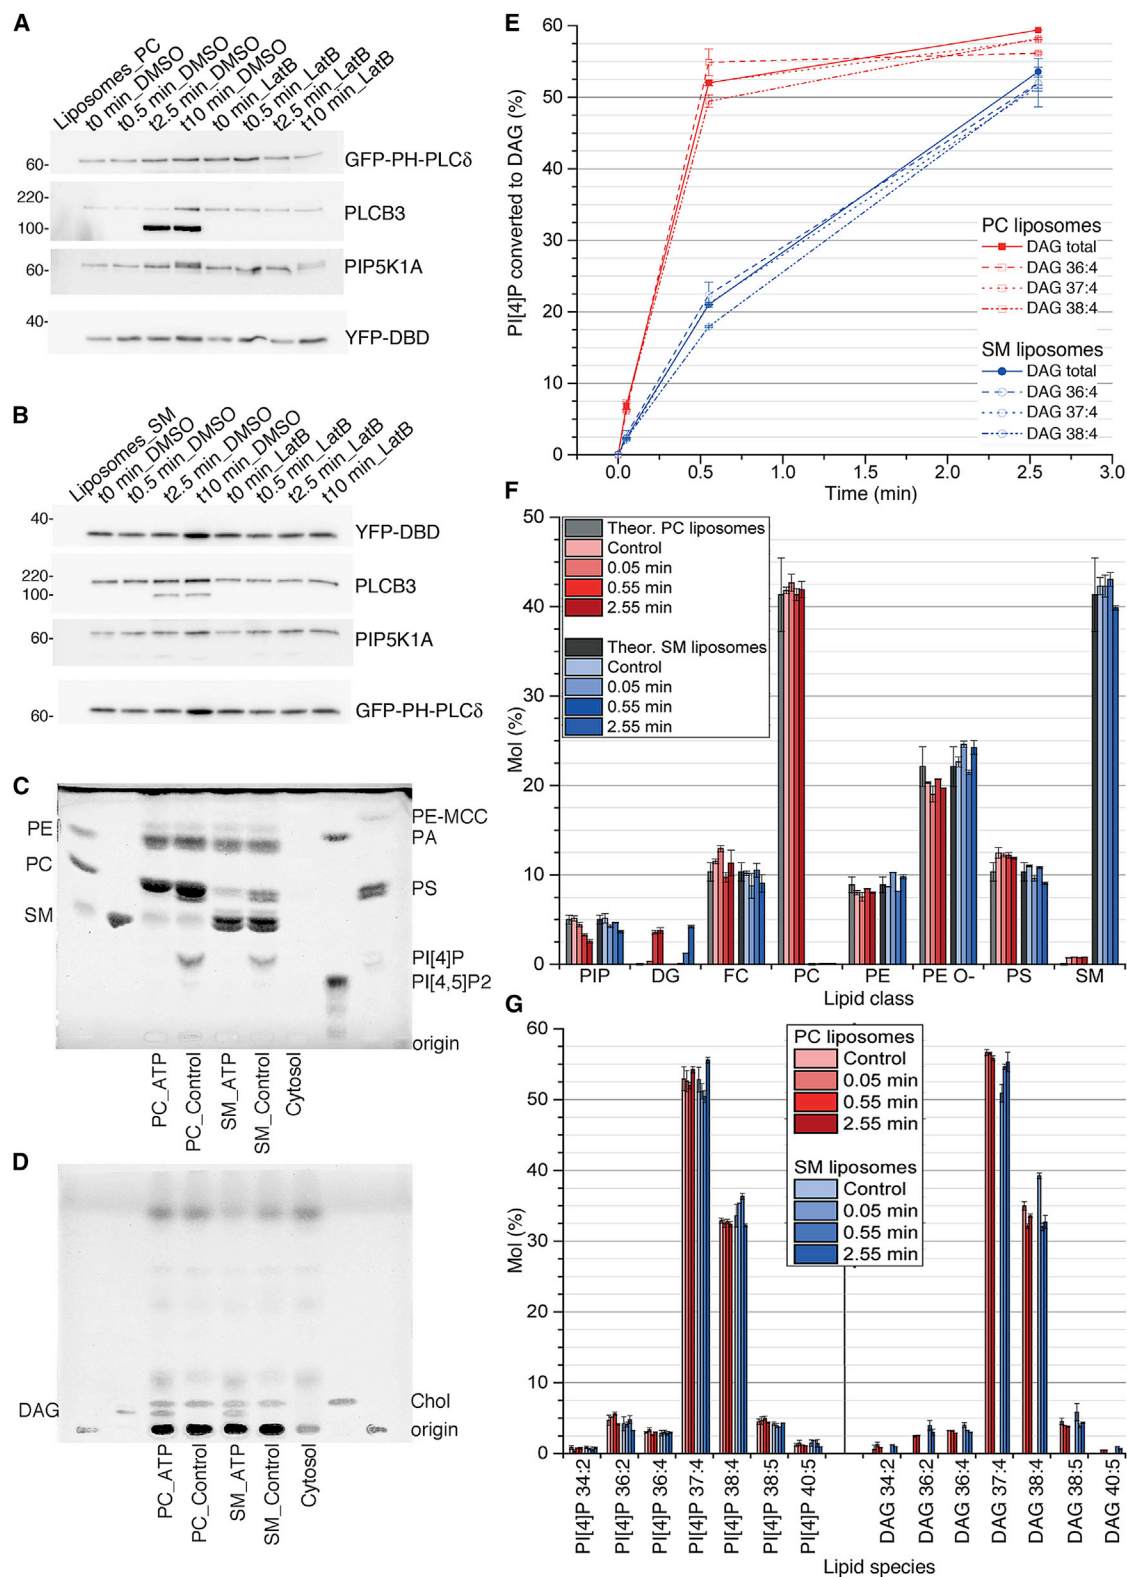 A
Liposomes_PC
t0 min_DMSO
t0.5 min_DMSO
t2.5 min_DMSO
t10 min_DMSO
t0 min_LatB
t0.5 min_LatB
t2.5 min_LatB
t10 min_LatB
60-
GFP-PH-PLCδ
220-
PLCB3
100-
60-
PIP5K1A
40-
YFP-DBD
B
Liposomes_SM
t0 min_DMSO
t0.5 min_DMSO
t2.5 min_DMSO
t10 min_DMSO
t0 min_LatB
t0.5 min_LatB
t2.5 min_LatB
t10 min_LatB
40-
YFP-DBD
220-
PLCB3
100-
60-
PIP5K1A
60-
GFP-PH-PLCδ
C
PE
PC
SM
PE-MCC
PA
PS
PI[4]P
PI[4,5]P2
origin
PC_ATP
PC_Control
SM_ATP
SM_Control
Cytosol
D
DAG
Chol
origin
PC_ATP
PC_Control
SM_ATP
SM_Control
Cytosol
E
PI[4]P converted to DAG (%)
60
50
40
30
20
10
0
PC liposomes
DAG total
DAG 36:4
DAG 37:4
DAG 38:4
SM liposomes
DAG total
DAG 36:4
DAG 37:4
DAG 38:4
0.0 0.5 1.0 1.5 2.0 2.5 3.0
Time (min)
F
Mol (%)
50
40
30
20
10
0
Theor. PC liposomes
Control
0.05 min
0.55 min
2.55 min
Theor. SM liposomes
Control
0.05 min
0.55 min
2.55 min
PIP DG FC PC PE PE O- PS SM
Lipid class
G
Mol (%)
60
50
40
30
20
10
0
PC liposomes
Control
0.05 min
0.55 min
2.55 min
SM liposomes
Control
0.05 min
0.55 min
2.55 min
PI[4]P 34:2
PI[4]P 36:2
PI[4]P 36:4
PI[4]P 37:4
PI[4]P 38:4
PI[4]P 38:5
PI[4]P 40:5
DAG 34:2
DAG 36:2
DAG 36:4
DAG 37:4
DAG 38:4
DAG 38:5
DAG 40:5
Lipid species